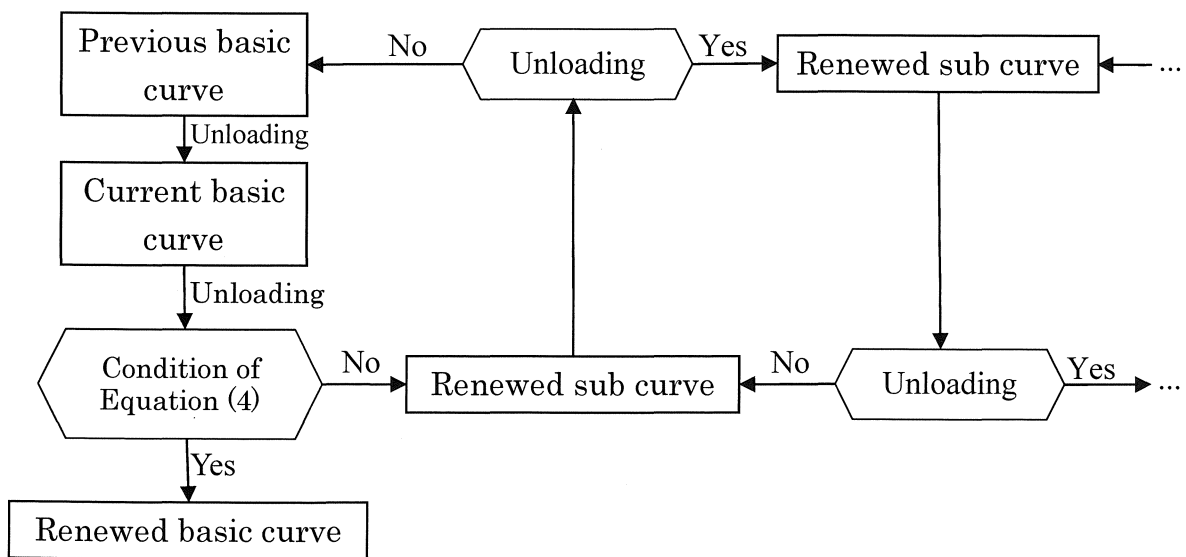 Previous basic
curve
No
Unloading
Yes
Renewed sub curve
...
Unloading
Current basic
curve
Unloading
Condition of
Equation (4)
No
Renewed sub curve
No
Unloading
Yes
...
Yes
Renewed basic curve